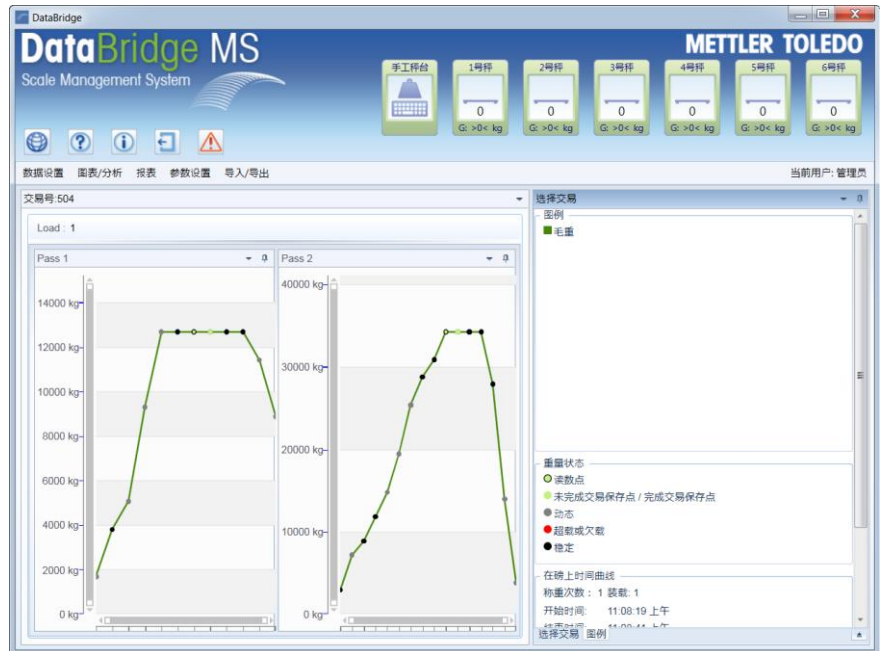 DataBridge
DataBridge MS
Scale Management System
METTLER TOLEDO
手工秤台 1号秤 2号秤 3号秤 4号秤 5号秤 6号秤
0 0 0 0 0 0
G: >0< kg G: >0< kg G: >0< kg G: >0< kg G: >0< kg G: >0< kg
数据设置 图表/分析 报表 参数设置 导入/导出 当前用户: 管理员
交易号:504
Load : 1
Pass 1
14000 kg
12000 kg
10000 kg
8000 kg
6000 kg
4000 kg
2000 kg
0 kg
Pass 2
40000 kg
30000 kg
20000 kg
10000 kg
0 kg
选择交易
图例
毛重
重量状态
读数点
未完成交易保存点 / 完成交易保存点
动态
超载或欠载
稳定
在磅上时间曲线
称重次数： 1 装载: 1
开始时间: 11:08:19 上午
选择交易 图例